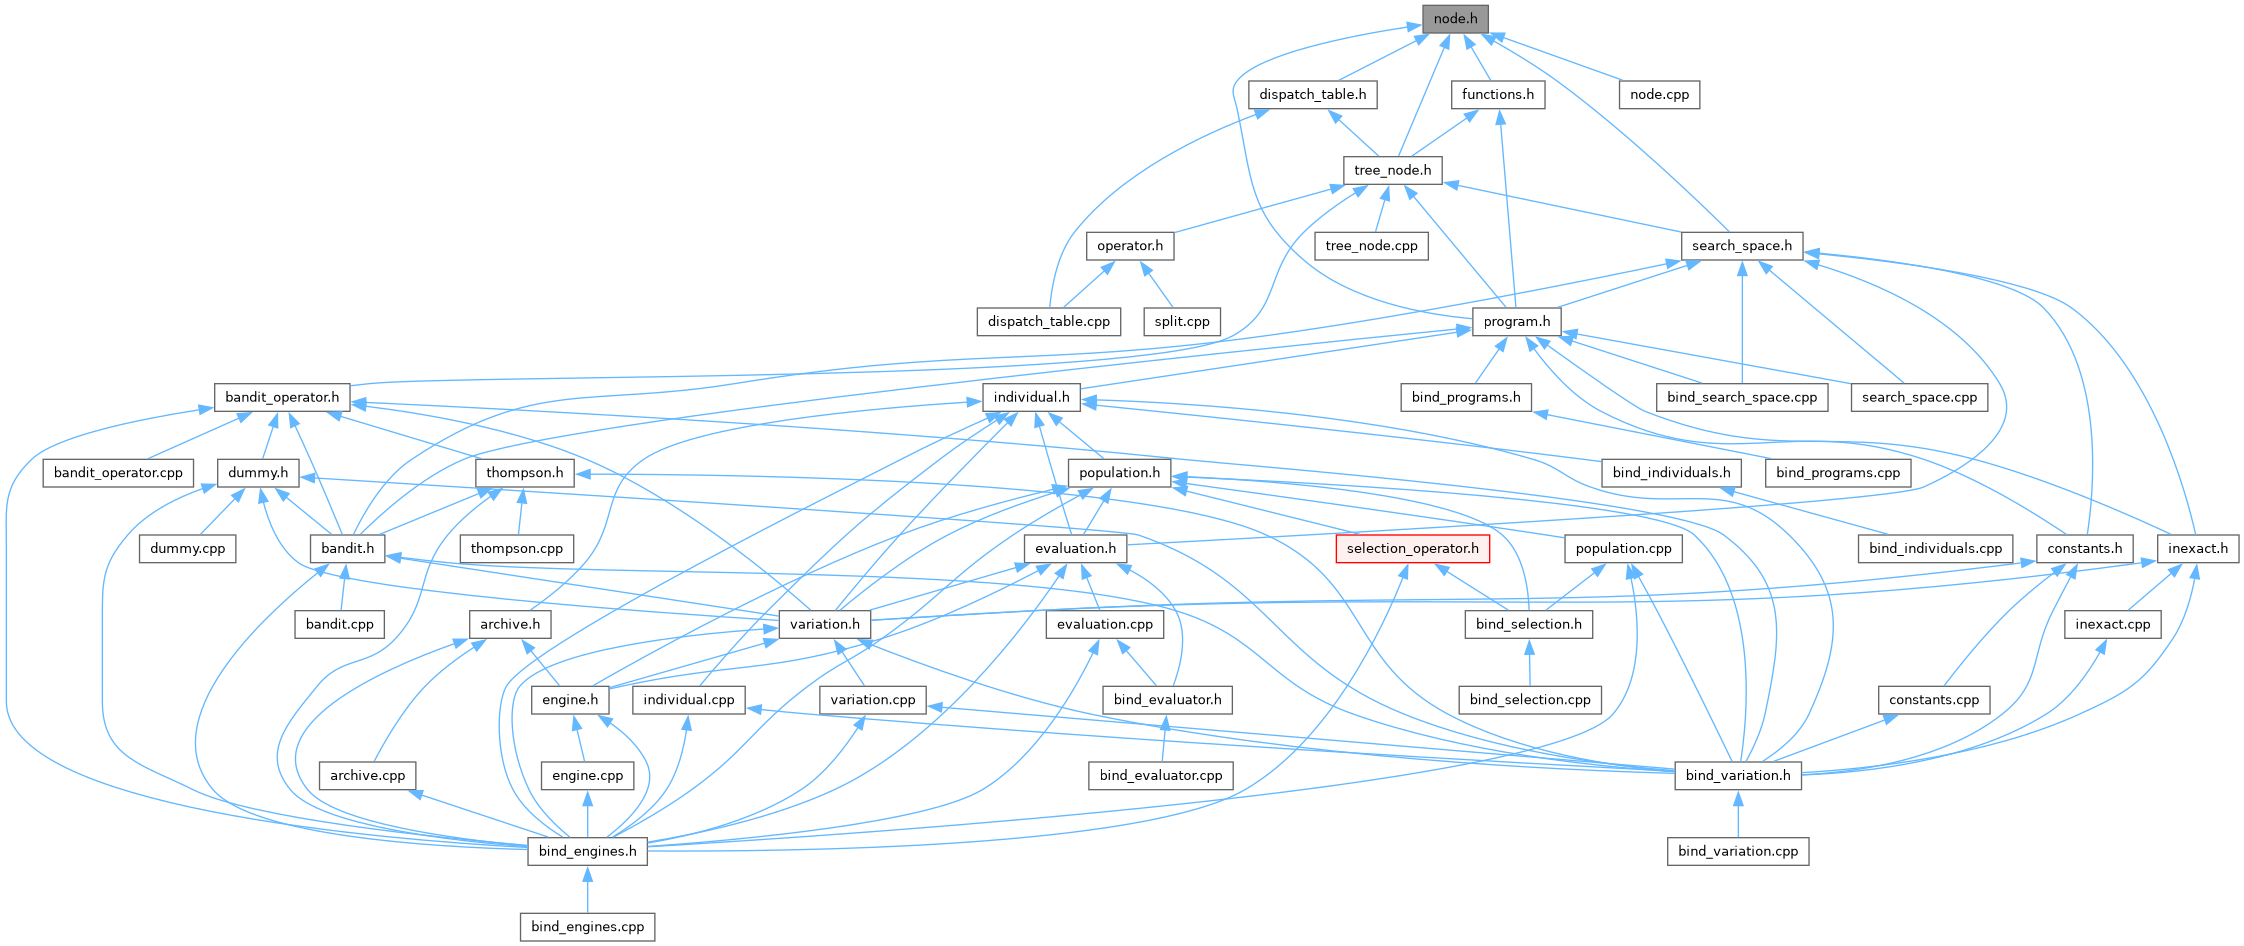 node.h
dispatch_table.h
functions.h
node.cpp
tree_node.h
operator.h
tree_node.cpp
search_space.h
dispatch_table.cpp
split.cpp
program.h
bandit_operator.h
individual.h
bind_programs.h
bind_search_space.cpp
search_space.cpp
bandit_operator.cpp
dummy.h
thompson.h
population.h
bind_individuals.h
bind_programs.cpp
dummy.cpp
bandit.h
thompson.cpp
evaluation.h
selection_operator.h
population.cpp
bind_individuals.cpp
constants.h
inexact.h
bandit.cpp
archive.h
variation.h
evaluation.cpp
bind_selection.h
inexact.cpp
engine.h
individual.cpp
variation.cpp
bind_evaluator.h
bind_selection.cpp
constants.cpp
archive.cpp
engine.cpp
bind_evaluator.cpp
bind_variation.h
bind_engines.h
bind_variation.cpp
bind_engines.cpp